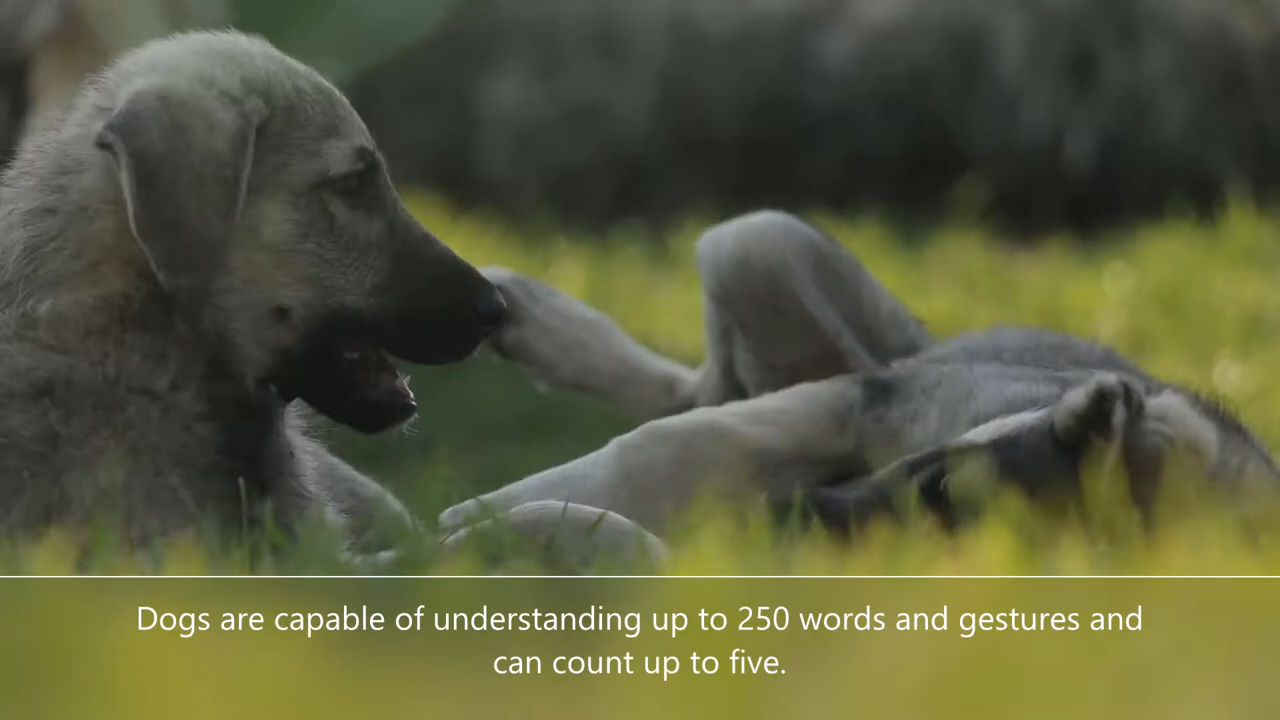 Dogs are capable of understanding up to 250 words and gestures and
can count up to five.